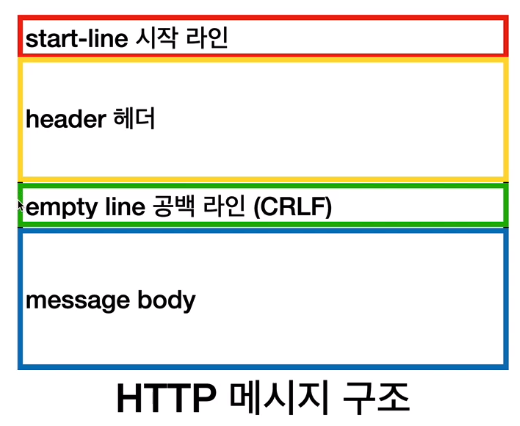 start-line 시작 라인
header 헤더
empty line 공백 라인 (CRLF)
message body
HTTP 메시지 구조